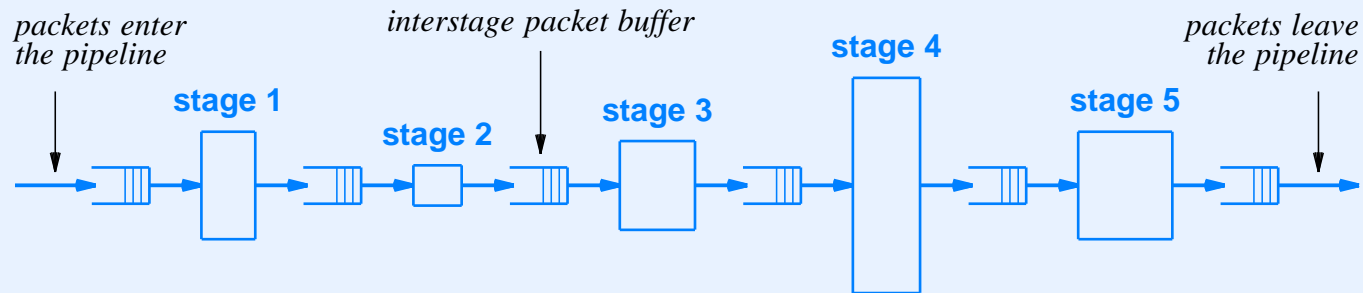 packets enter
the pipeline
interstage packet buffer
packets leave
the pipeline
stage 1
stage 2
stage 3
stage 4
stage 5